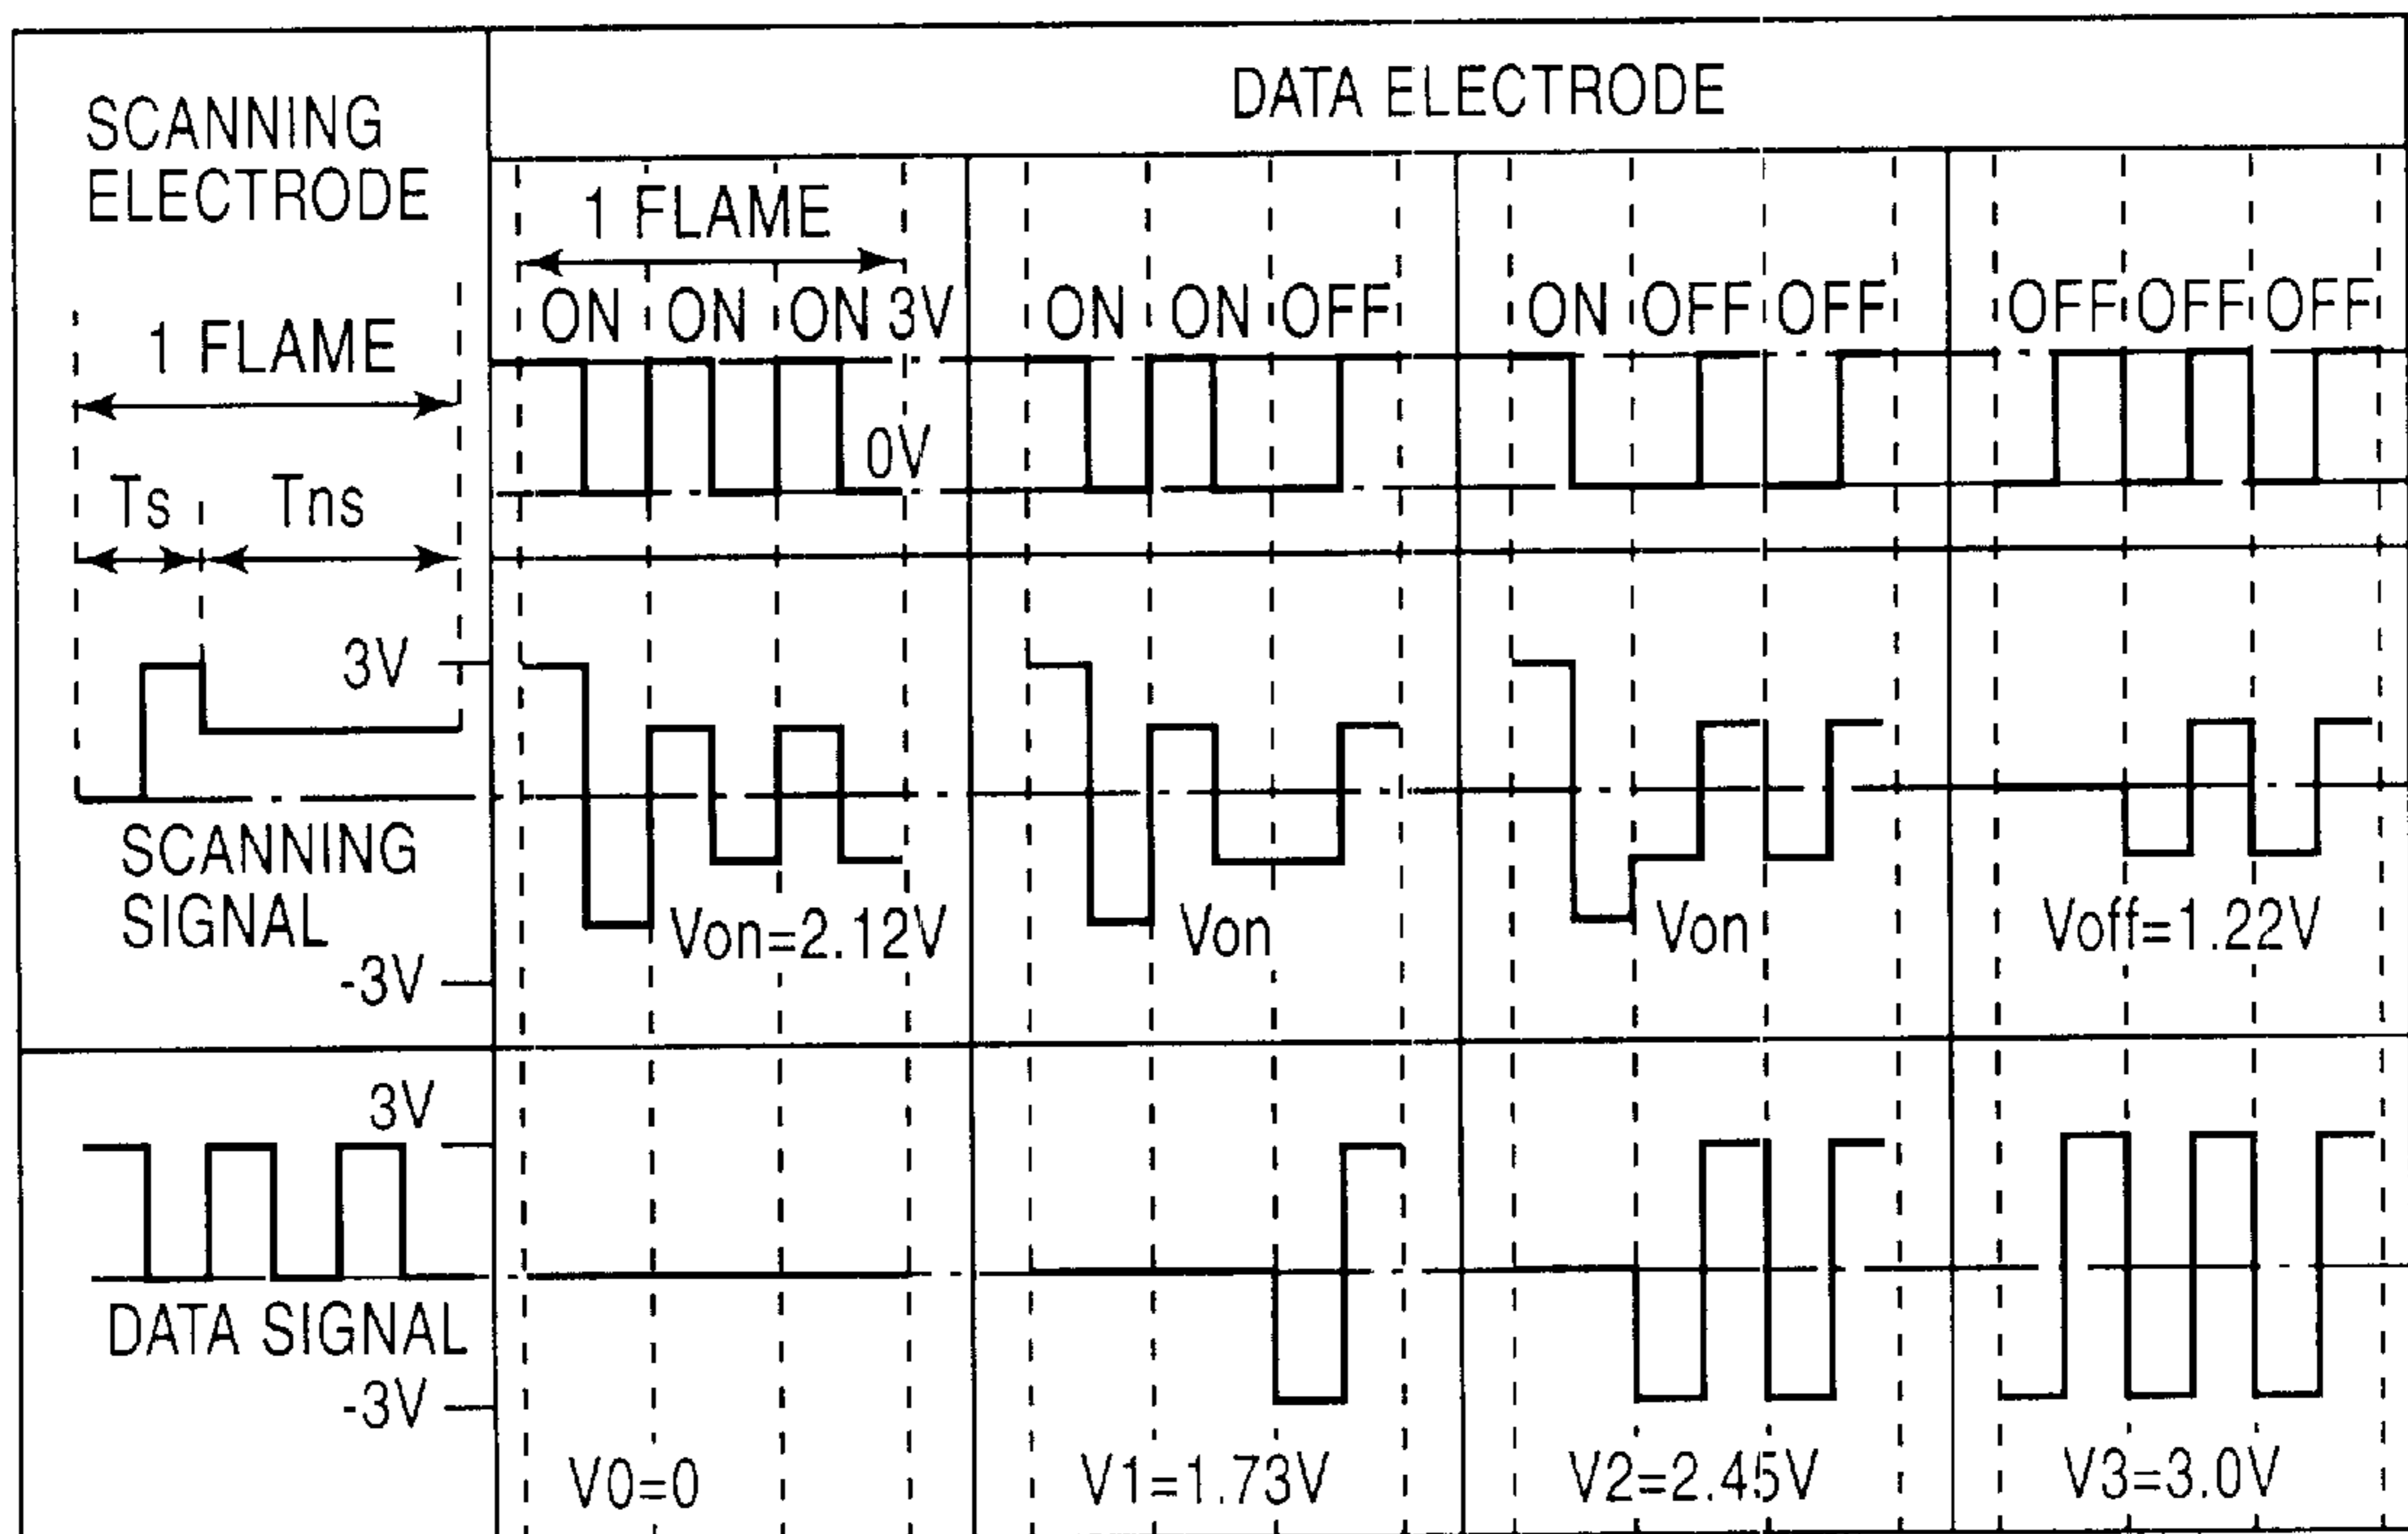 SCANNING
ELECTRODE
DATA ELECTRODE
1 FLAME
Ts
Tns
1 FLAME
ON ON ON 3V
0V
ON ON OFF
ON OFF OFF
OFF OFF OFF
3V
SCANNING
SIGNAL
-3V
Von=2.12V
Von
Von
Voff=1.22V
3V
DATA SIGNAL
-3V
V0=0
V1=1.73V
V2=2.45V
V3=3.0V